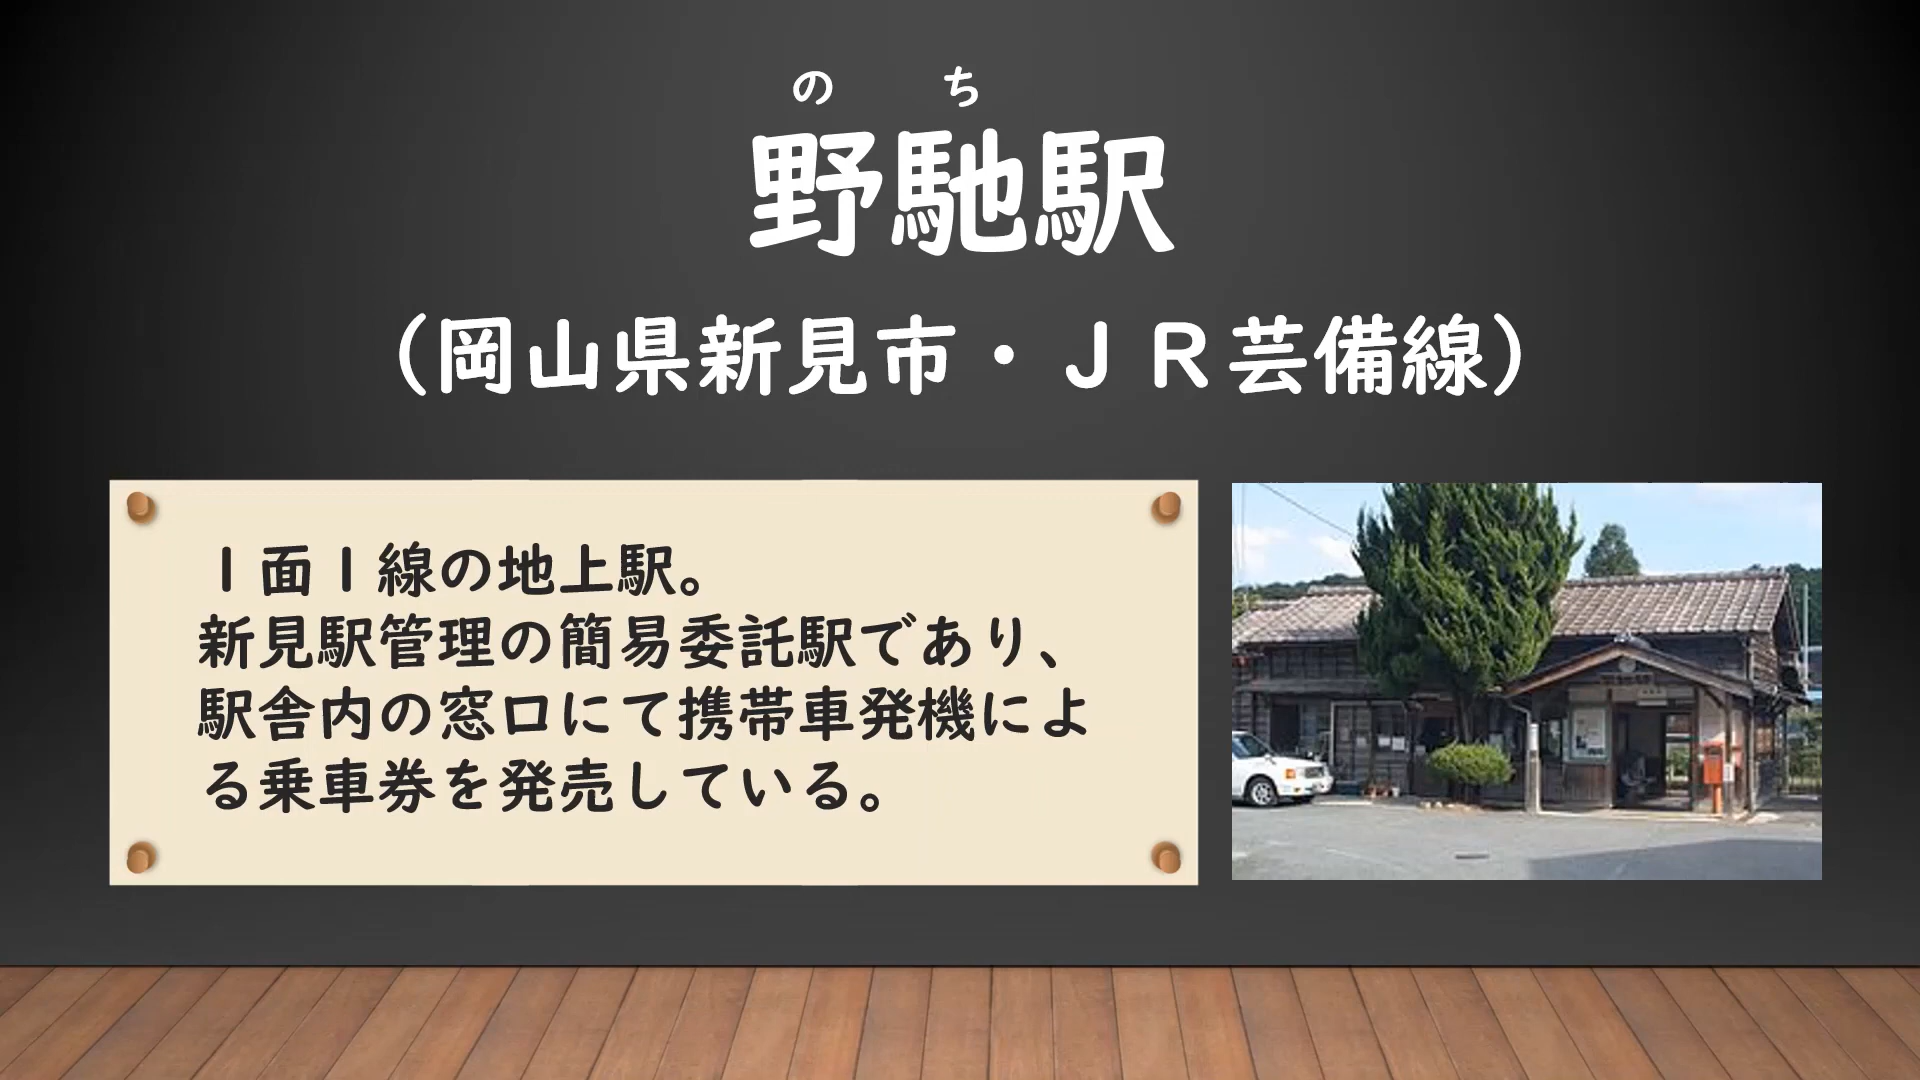 の ち
野馳駅
（岡山県新見市・ＪＲ芸備線）
１面１線の地上駅。
新見駅管理の簡易委託駅であり、
駅舎内の窓口にて携帯車発機によ
る乗車券を発売している。